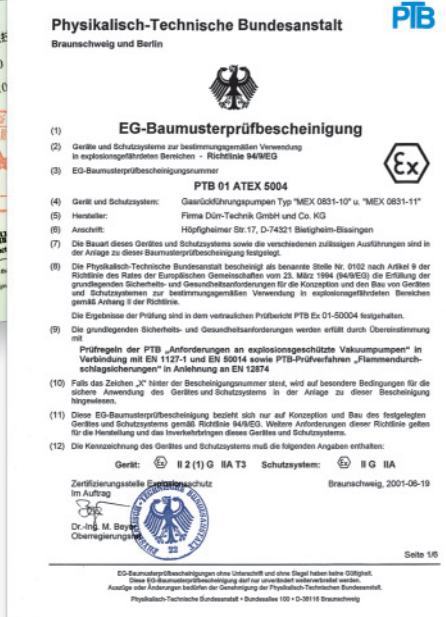 Physikalisch-Technische Bundesanstalt
PTB
Braunschweig und Berlin
(1) EG-Baumusterprüfbescheinigung
(2) Geräte und Schutzsysteme zur bestimmungsgemäßen Verwendung
in explosionsgefährdeten Bereichen - Richtlinie 94/9/EG
(3) EG-Baumusterprüfbescheinigungsnummer
Ex
PTB 01 ATEX 5004
(4) Gerät und Schutzsystem: Gasrückführungspumpen Typ "MEX 0831-10" u. "MEX 0831-11"
(5) Hersteller: Firma Dürr-Technik GmbH und Co. KG
(6) Anschrift: Höpfigheimer Str.17, D-74321 Bietigheim-Bissingen
(7) Die Bauart dieses Gerätes und Schutzsystems sowie die verschiedenen zulässigen Ausführungen sind in
der Anlage zu dieser Baumusterprüfbescheinigung festgelegt.
(8) Die Physikalisch-Technische Bundesanstalt bescheinigt als benannte Stelle Nr. 0102 nach Artikel 9 der
Richtlinie des Rates der Europäischen Gemeinschaften vom 23. März 1994 (94/9/EG) die Erfüllung der
grundlegenden Sicherheits- und Gesundheitsanforderungen für die Konzeption und den Bau von Geräten
und Schutzsystemen zur bestimmungsgemäßen Verwendung in explosionsgefährdeten Bereichen
gemäß Anhang II der Richtlinie.
Die Ergebnisse der Prüfung sind in dem vertraulichen Prüfbericht PTB Ex 01-50004 festgehalten.
(9) Die grundlegenden Sicherheits- und Gesundheitsanforderungen werden erfüllt durch Übereinstimmung
mit
Prüfregeln der PTB „Anforderungen an explosionsgeschützte Vakuumpumpen" in
Verbindung mit EN 1127-1 und EN 50014 sowie PTB-Prüfverfahren „Flammendurch-
schlagsicherungen" in Anlehnung an EN 12874
(10) Falls das Zeichen „X" hinter der Bescheinigungsnummer steht, wird auf besondere Bedingungen für die
sichere Anwendung des Gerätes und Schutzsystems in der Anlage zu dieser Bescheinigung
hingewiesen.
(11) Diese EG-Baumusterprüfbescheinigung bezieht sich nur auf Konzeption und Bau des festgelegten
Gerätes und Schutzsystems gemäß Richtlinie 94/9/EG. Weitere Anforderungen dieser Richtlinie gelten
für die Herstellung und das Inverkehrbringen dieses Gerätes und Schutzsystems.
(12) Die Kennzeichnung des Gerätes und Schutzsystems muß die folgenden Angaben enthalten:
Gerät: Ex II 2 (1) G IIA T3 Schutzsystem: Ex II G IIA
Zertifizierungsstelle Explosionsschutz
Braunschweig, 2001-06-19
Im Auftrag
Dr.-Ing. M. Beyer
Oberregierungsrat
22
Seite 1/6
EG-Baumusterprüfbescheinigungen ohne Unterschrift und ohne Siegel haben keine Gültigkeit.
Diese EG-Baumusterprüfbescheinigung darf nur unverändert weiterverbreitet werden.
Auszüge oder Änderungen bedürfen der Genehmigung der Physikalisch-Technischen Bundesanstalt.
Physikalisch-Technische Bundesanstalt • Bundesallee 100 • D-38116 Braunschweig